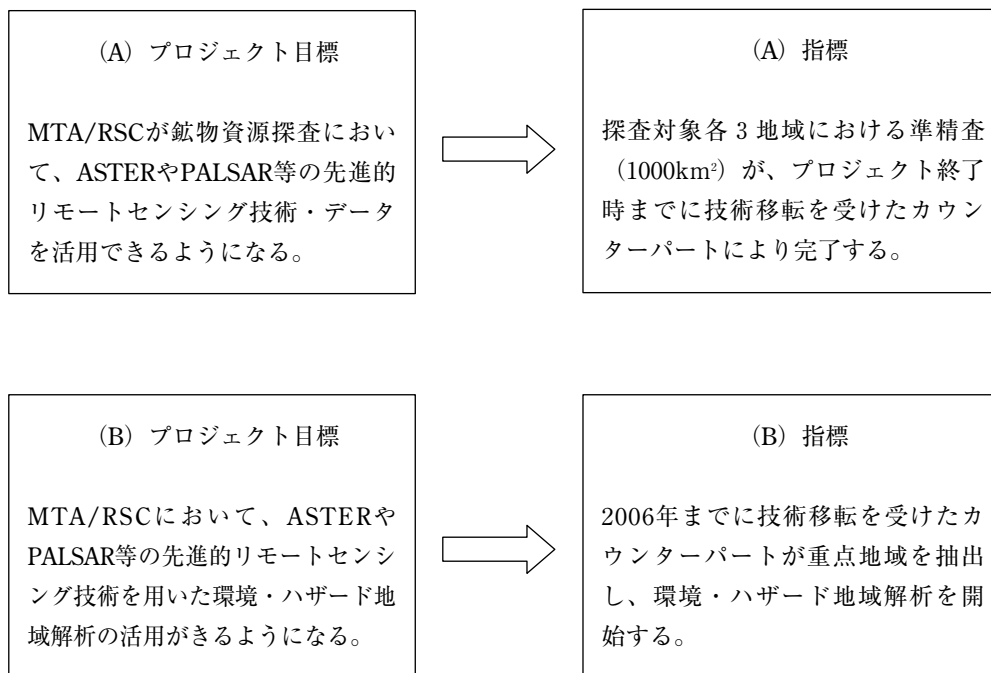 (A) プロジェクト目標
MTA/RSCが鉱物資源探査におい
て、ASTERやPALSAR等の先進的
リモートセンシング技術・データ
を活用できるようになる。
(A) 指標
探査対象各3地域における準精査
(1000km²) が、プロジェクト終了
時までに技術移転を受けたカウン
ターパートにより完了する。
(B) プロジェクト目標
MTA/RSCにおいて、ASTERや
PALSAR等の先進的リモートセンシ
ング技術を用いた環境・ハザード地
域解析の活用がきるようになる。
(B) 指標
2006年までに技術移転を受けたカ
ウンターパートが重点地域を抽出
し、環境・ハザード地域解析を開
始する。